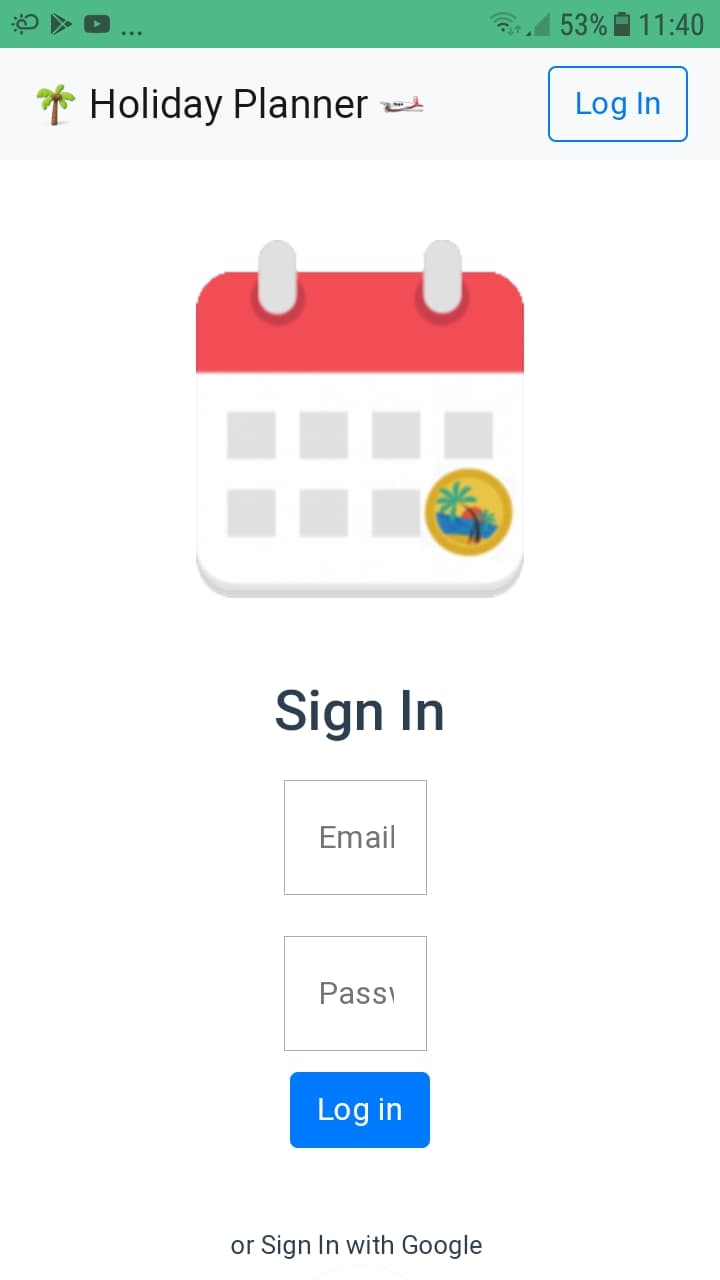 ... 53% 11:40
🌴 Holiday Planner 🛩 Log In
Sign In
Email
Passw
Log in
or Sign In with Google